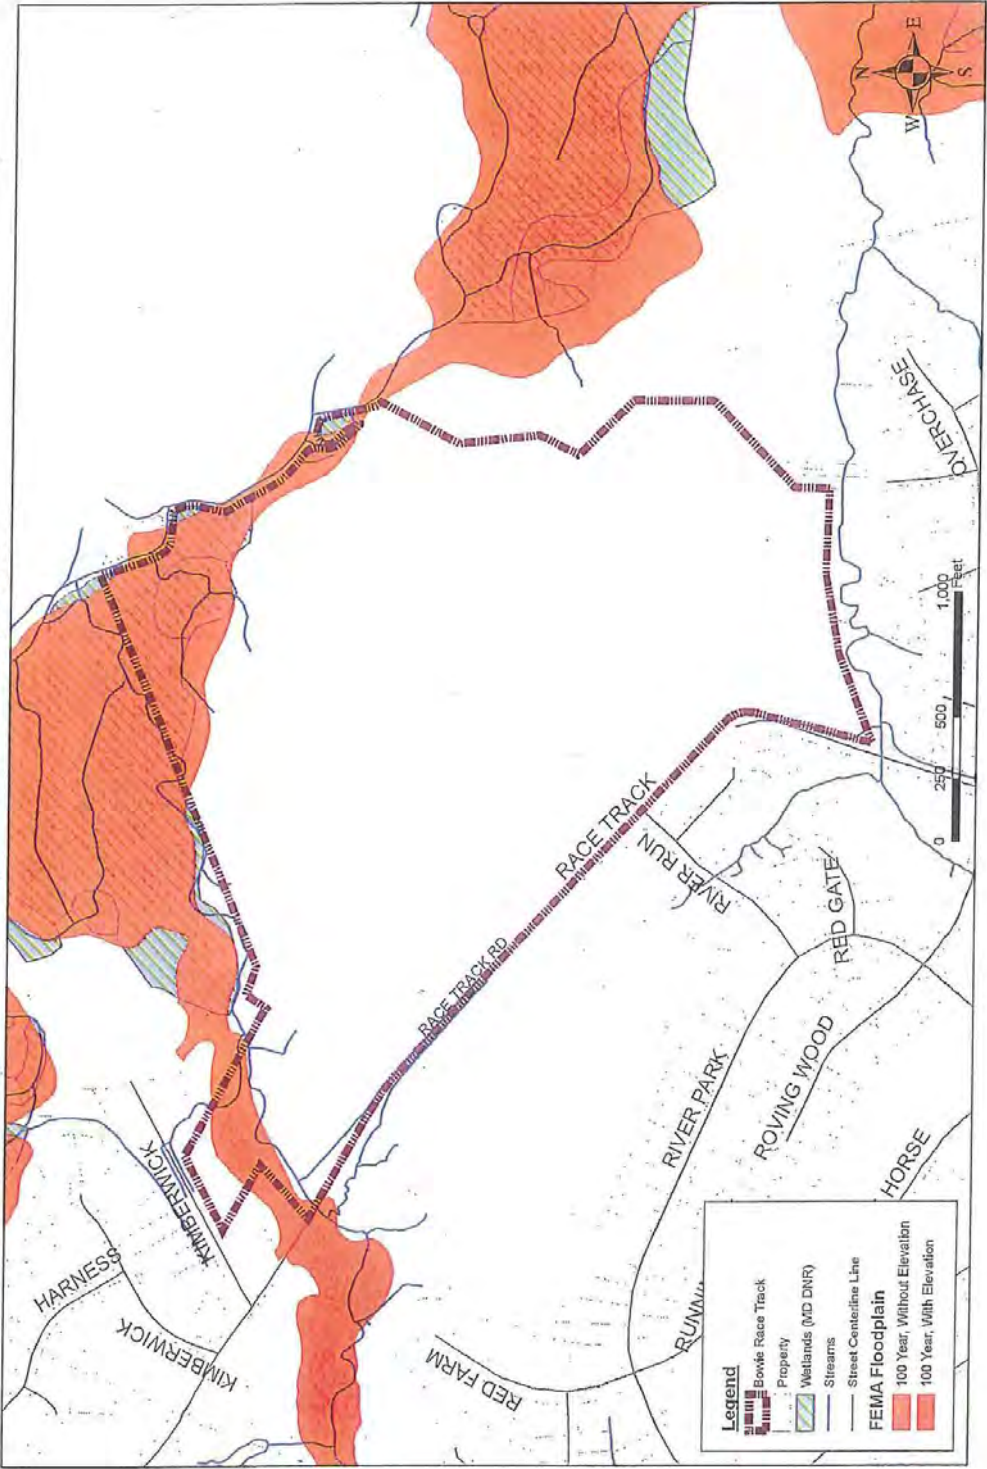 N
E
S
W
OVERCHASE
RACE TRACK
RACE TRACK RD
RIVER RUN
RED GATE
RIVER PARK
ROVING WOOD
HORSE
KIMBERWICK
HARNESS
KIMBERWICK
RED FARM
0 250 500 1,000
Feet
Legend
Bowie Race Track
Property
Wetlands (MD DNR)
Streams
Street Centerline Line
FEMA Floodplain
100 Year, Without Elevation
100 Year, With Elevation